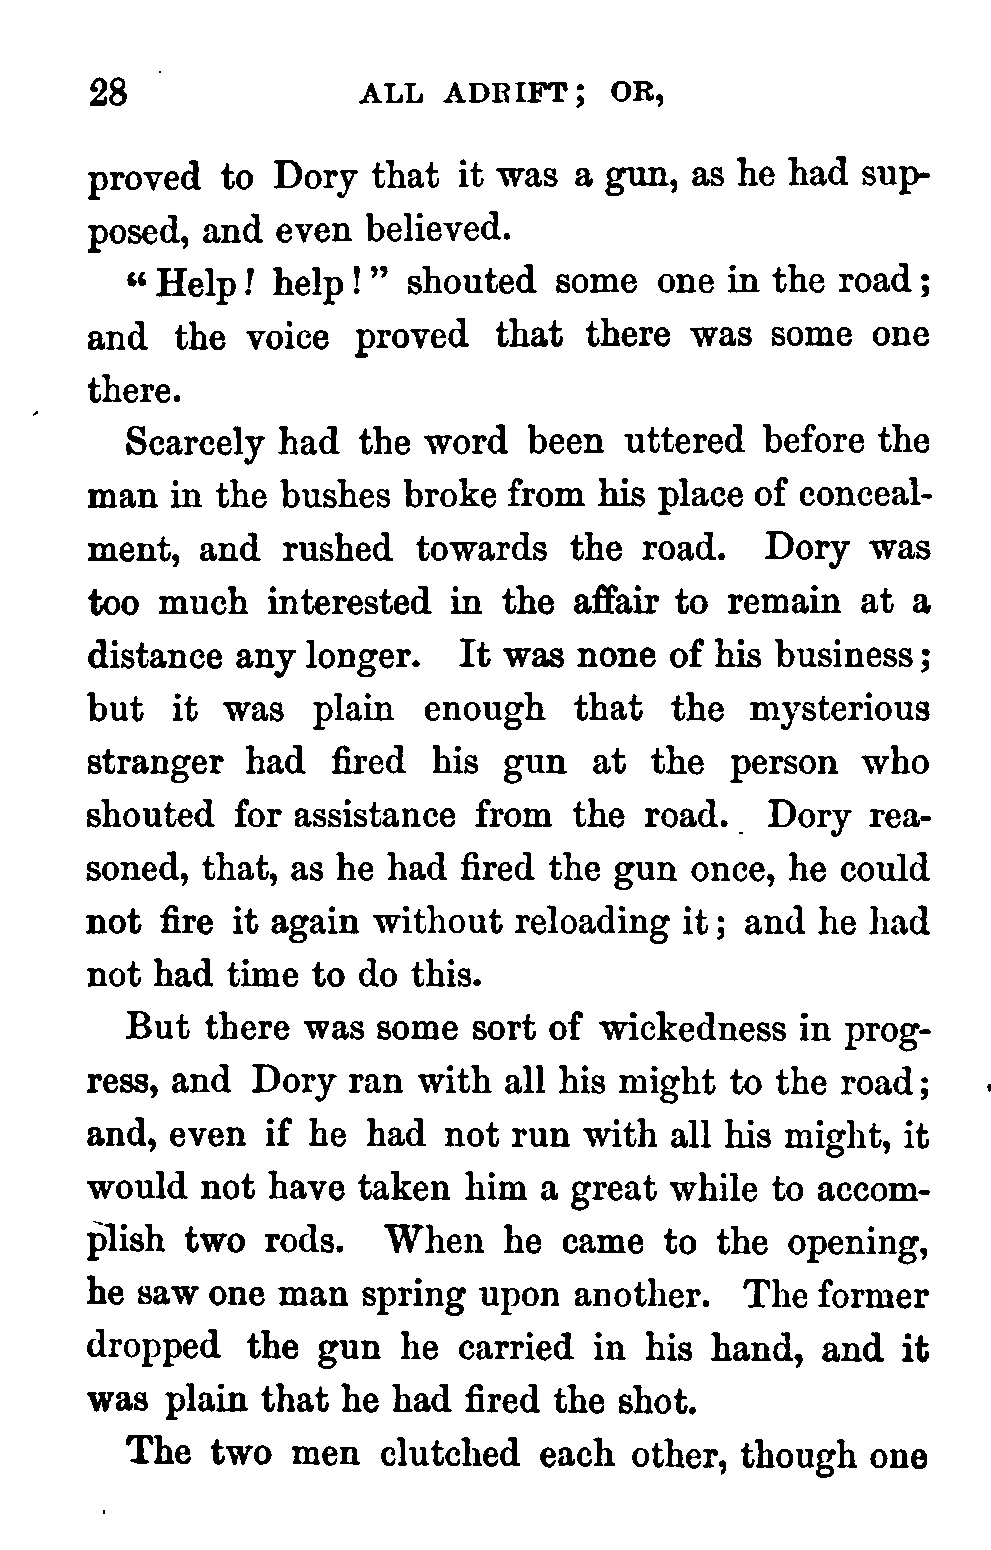 28 ALL ADRIFT; OR,
proved to Dory that it was a gun, as he had sup-
posed, and even believed.
"Help! help!" shouted some one in the road;
and the voice proved that there was some one
there.
Scarcely had the word been uttered before the
man in the bushes broke from his place of conceal-
ment, and rushed towards the road. Dory was
too much interested in the affair to remain at a
distance any longer. It was none of his business;
but it was plain enough that the mysterious
stranger had fired his gun at the person who
shouted for assistance from the road. Dory rea-
soned, that, as he had fired the gun once, he could
not fire it again without reloading it; and he had
not had time to do this.
But there was some sort of wickedness in prog-
ress, and Dory ran with all his might to the road;
and, even if he had not run with all his might, it
would not have taken him a great while to accom-
plish two rods. When he came to the opening,
he saw one man spring upon another. The former
dropped the gun he carried in his hand, and it
was plain that he had fired the shot.
The two men clutched each other, though one